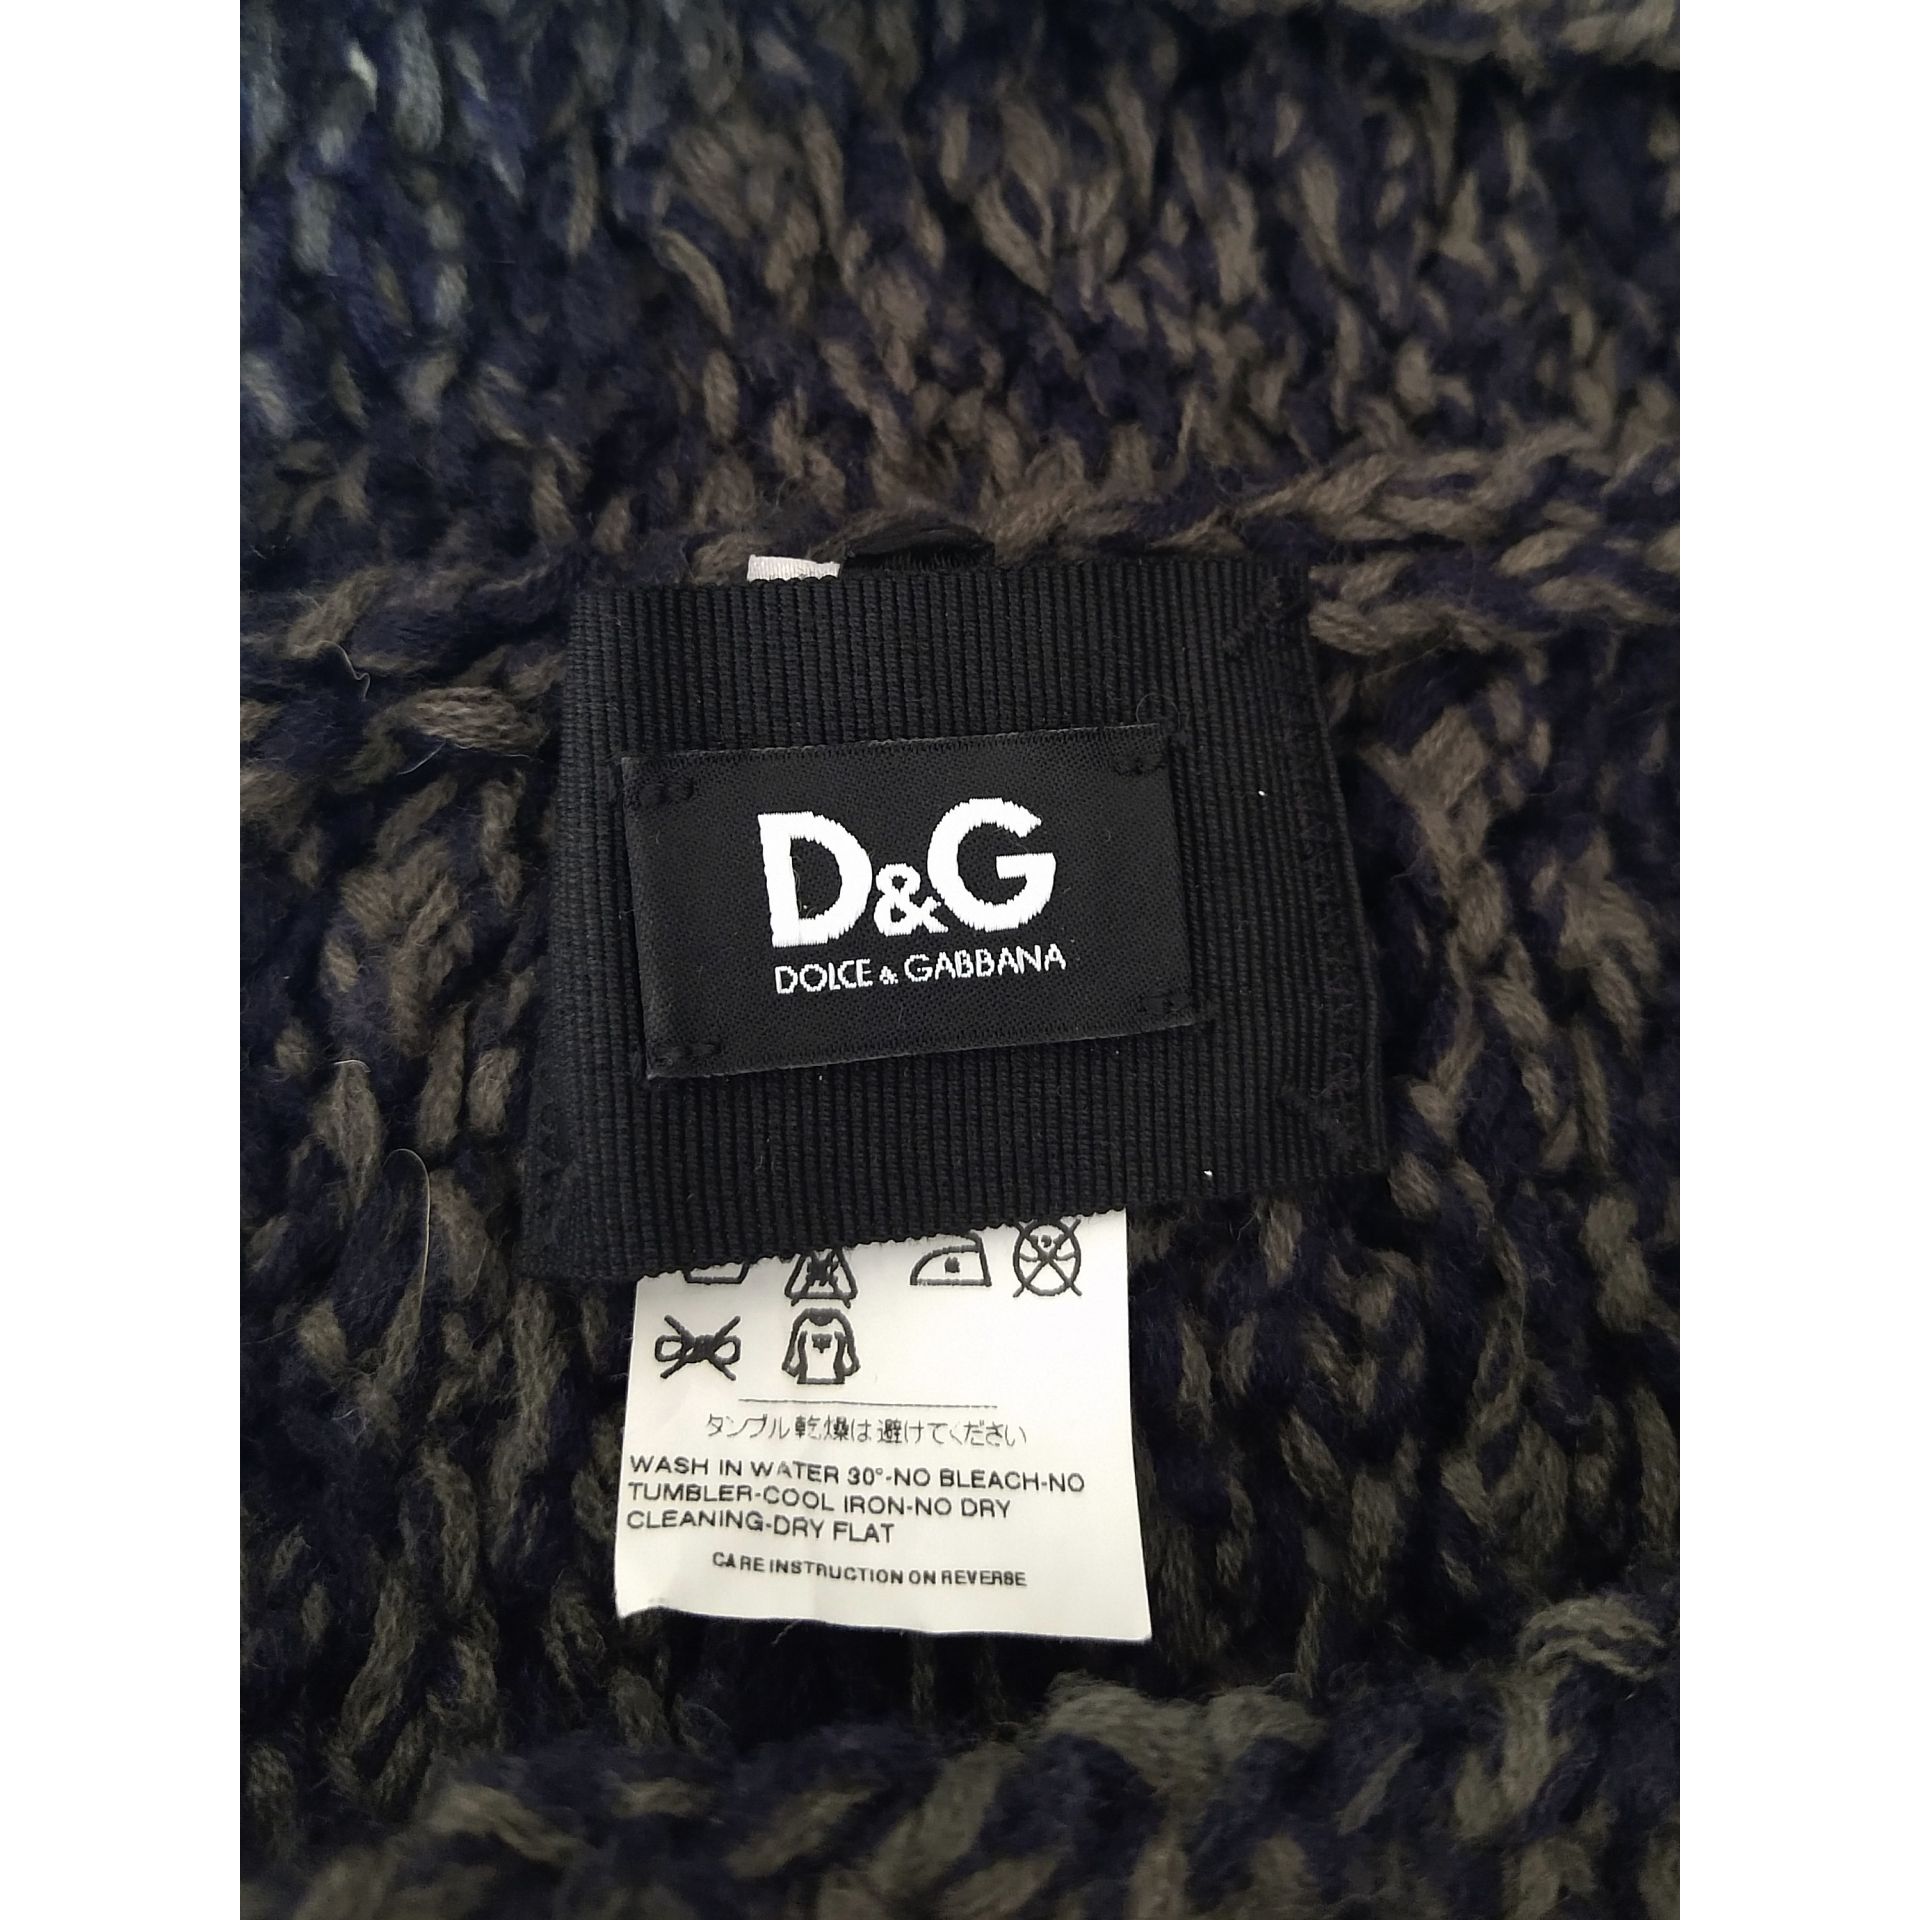 D&G
DOLCE & GABBANA
タンブル乾燥は避けてください
WASH IN WATER 30°-NO BLEACH-NO
TUMBLER-COOL IRON-NO DRY
CLEANING-DRY FLAT
CARE INSTRUCTION ON REVERSE